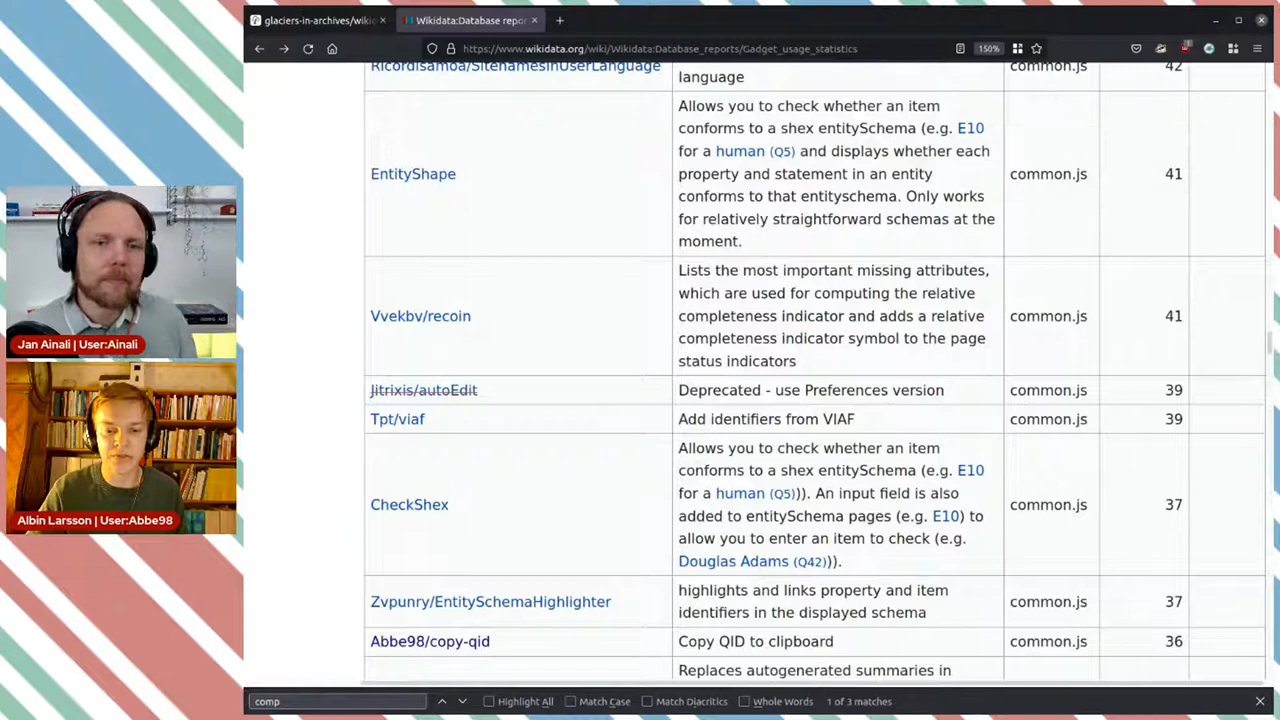 glaciers-in-archives/wikie
Wikidata:Database repor
https://www.wikidata.org/wiki/Wikidata:Database_reports/Gadget_usage_statistics
150%
Ricordisamoa/SitenamesInUserLanguage
language
common.js
42
EntityShape
Allows you to check whether an item
conforms to a shex entitySchema (e.g. E10
for a human (Q5) and displays whether each
property and statement in an entity
conforms to that entityschema. Only works
for relatively straightforward schemas at the
moment.
common.js
41
Vvekbv/recoin
Lists the most important missing attributes,
which are used for computing the relative
completeness indicator and adds a relative
completeness indicator symbol to the page
status indicators
common.js
41
Jitrixis/autoEdit
Deprecated - use Preferences version
common.js
39
Tpt/viaf
Add identifiers from VIAF
common.js
39
CheckShex
Allows you to check whether an item
conforms to a shex entitySchema (e.g. E10
for a human (Q5))). An input field is also
added to entitySchema pages (e.g. E10) to
allow you to enter an item to check (e.g.
Douglas Adams (Q42))).
common.js
37
Zvpunry/EntitySchemaHighlighter
highlights and links property and item
identifiers in the displayed schema
common.js
37
Abbe98/copy-qid
Copy QID to clipboard
common.js
36
Replaces autogenerated summaries in
comp
Highlight All
Match Case
Match Diacritics
Whole Words
1 of 3 matches
Jan Ainali | User:Ainali
Albin Larsson | User:Abbe98